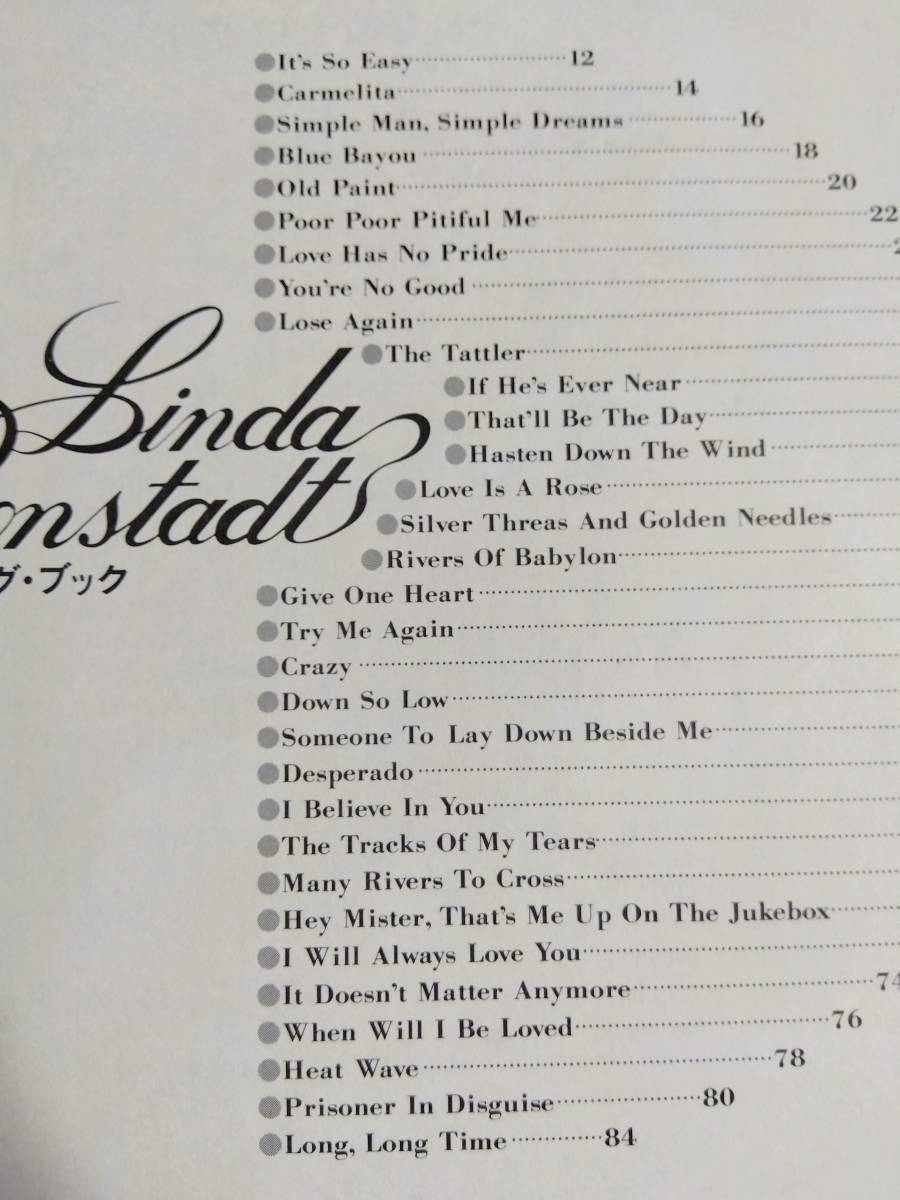 It's So Easy 12
Carmelita 14
Simple Man, Simple Dreams 16
Blue Bayou 18
Old Paint 20
Poor Poor Pitiful Me 22
Love Has No Pride 2
You're No Good
Lose Again
The Tattler
If He's Ever Near
That'll Be The Day
Hasten Down The Wind
Love Is A Rose
Silver Threas And Golden Needles
Rivers Of Babylon
Give One Heart
Try Me Again
Crazy
Down So Low
Someone To Lay Down Beside Me
Desperado
I Believe In You
The Tracks Of My Tears
Many Rivers To Cross
Hey Mister, That's Me Up On The Jukebox
I Will Always Love You
It Doesn't Matter Anymore 74
When Will I Be Loved 76
Heat Wave 78
Prisoner In Disguise 80
Long, Long Time 84
Linda
onstadt
グ・ブック